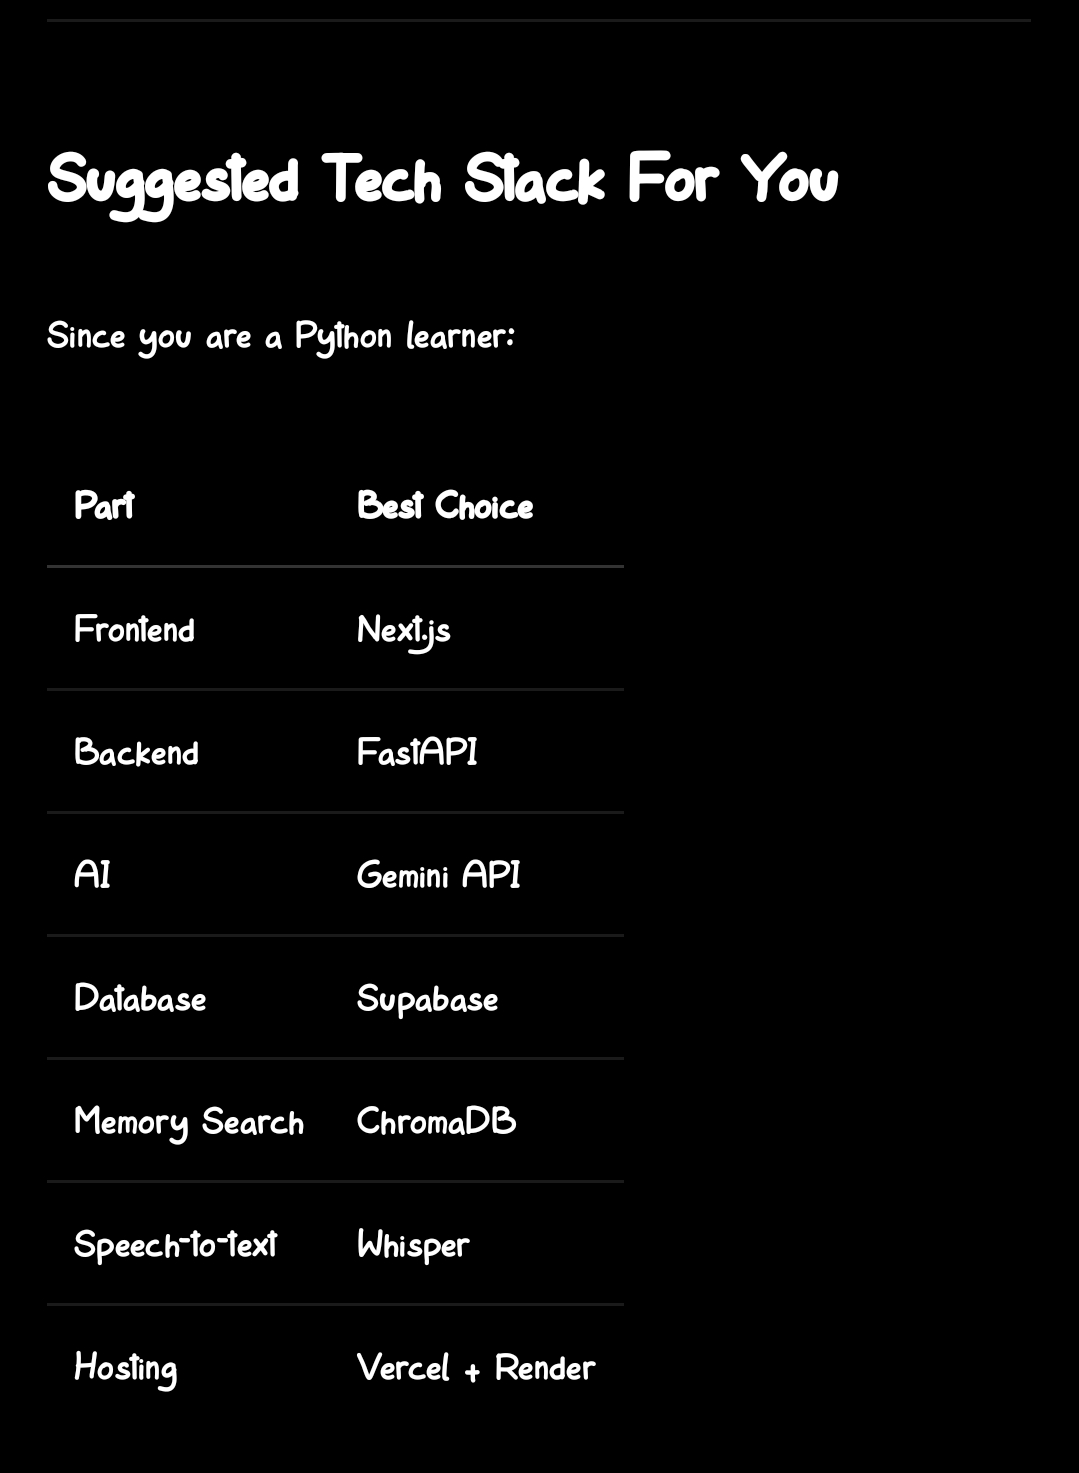 Suggested Tech Stack For You
Since you are a Python learner:
Part Best Choice
Frontend Next.js
Backend FastAPI
AI Gemini API
Database Supabase
Memory Search ChromaDB
Speech-to-text Whisper
Hosting Vercel + Render